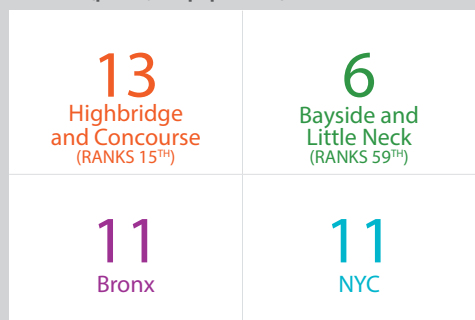 13
Highbridge
and Concourse
(RANKS 15TH)
6
Bayside and
Little Neck
(RANKS 59TH)
11
Bronx
11
NYC